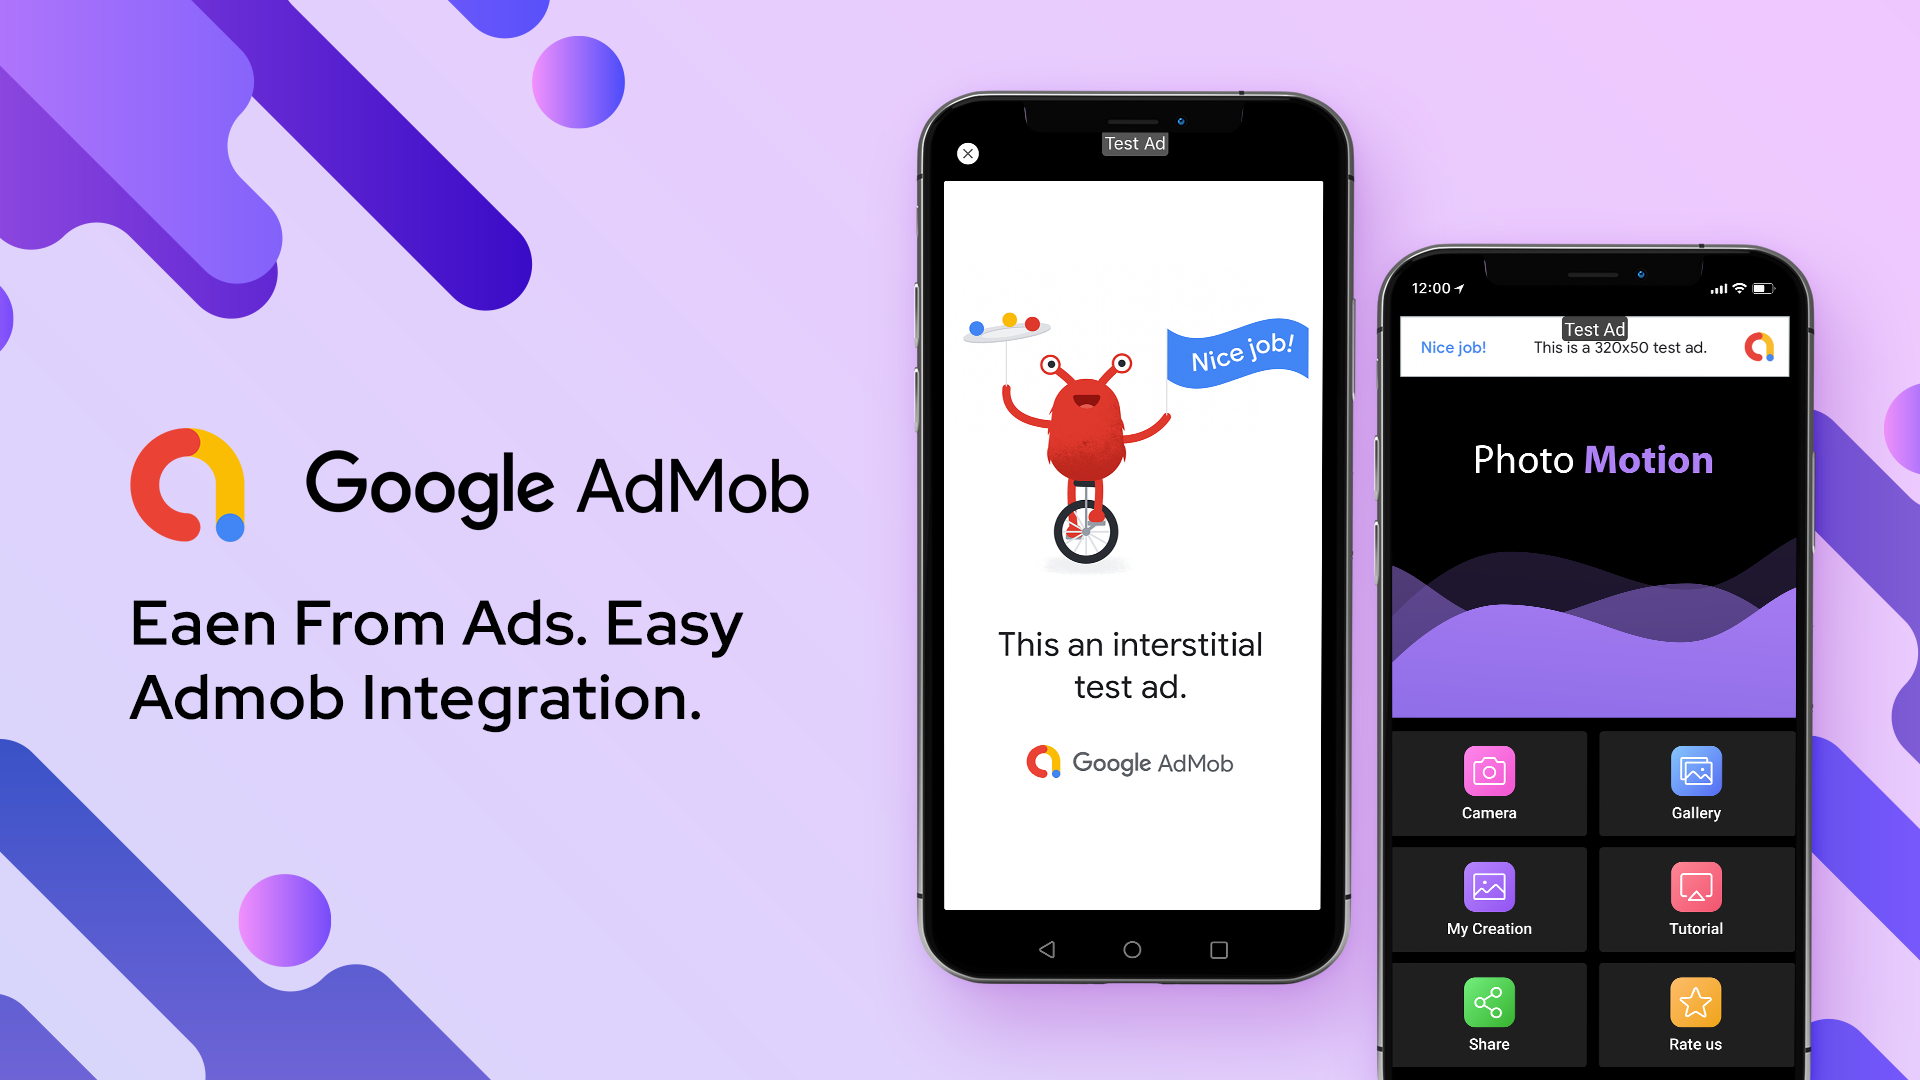 Google AdMob
Eaen From Ads. Easy
Admob Integration.
Test Ad
Nice job!
This an interstitial
test ad.
Google AdMob
12:00
Test Ad
Nice job!
This is a 320x50 test ad.
Photo Motion
Camera
Gallery
My Creation
Tutorial
Share
Rate us